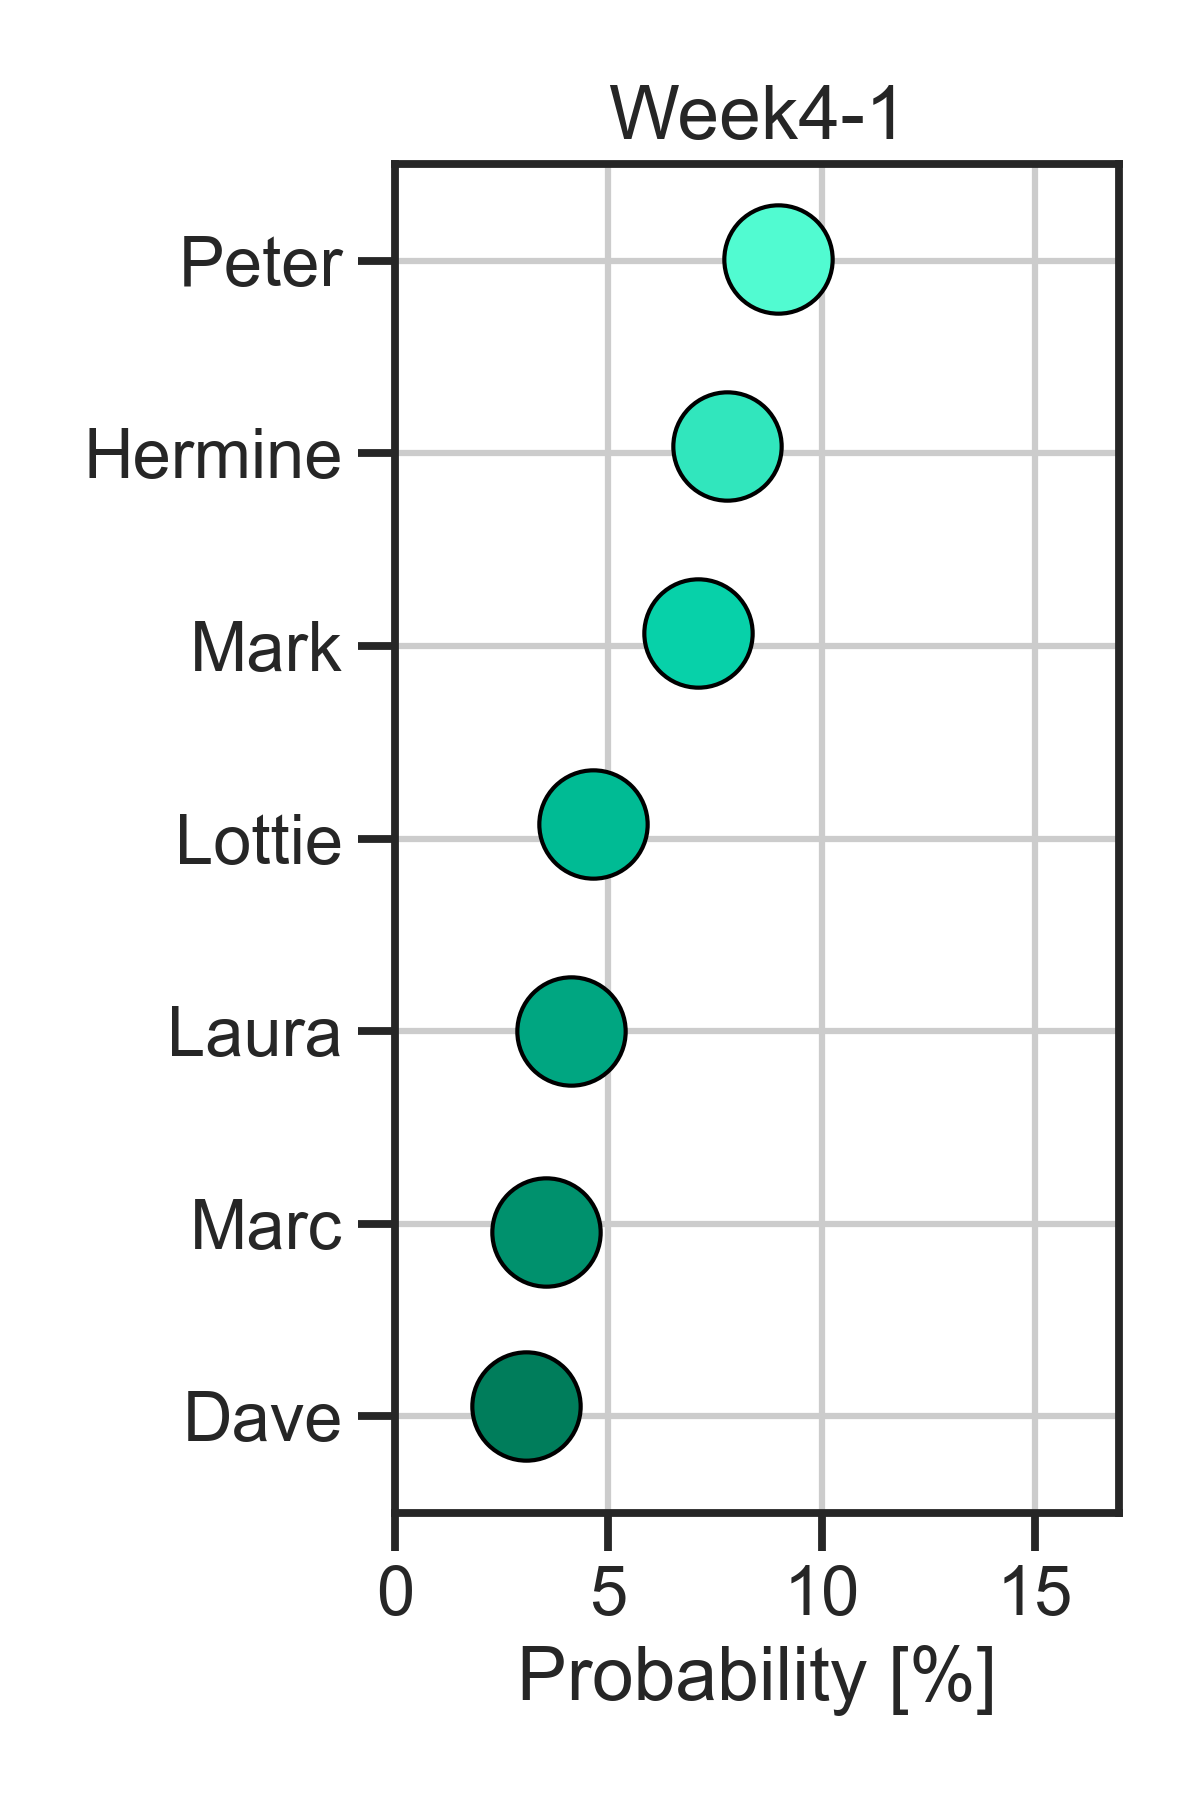 Week4-1
Peter
Hermine
Mark
Lottie
Laura
Marc
Dave
0 5 10 15
Probability [%]